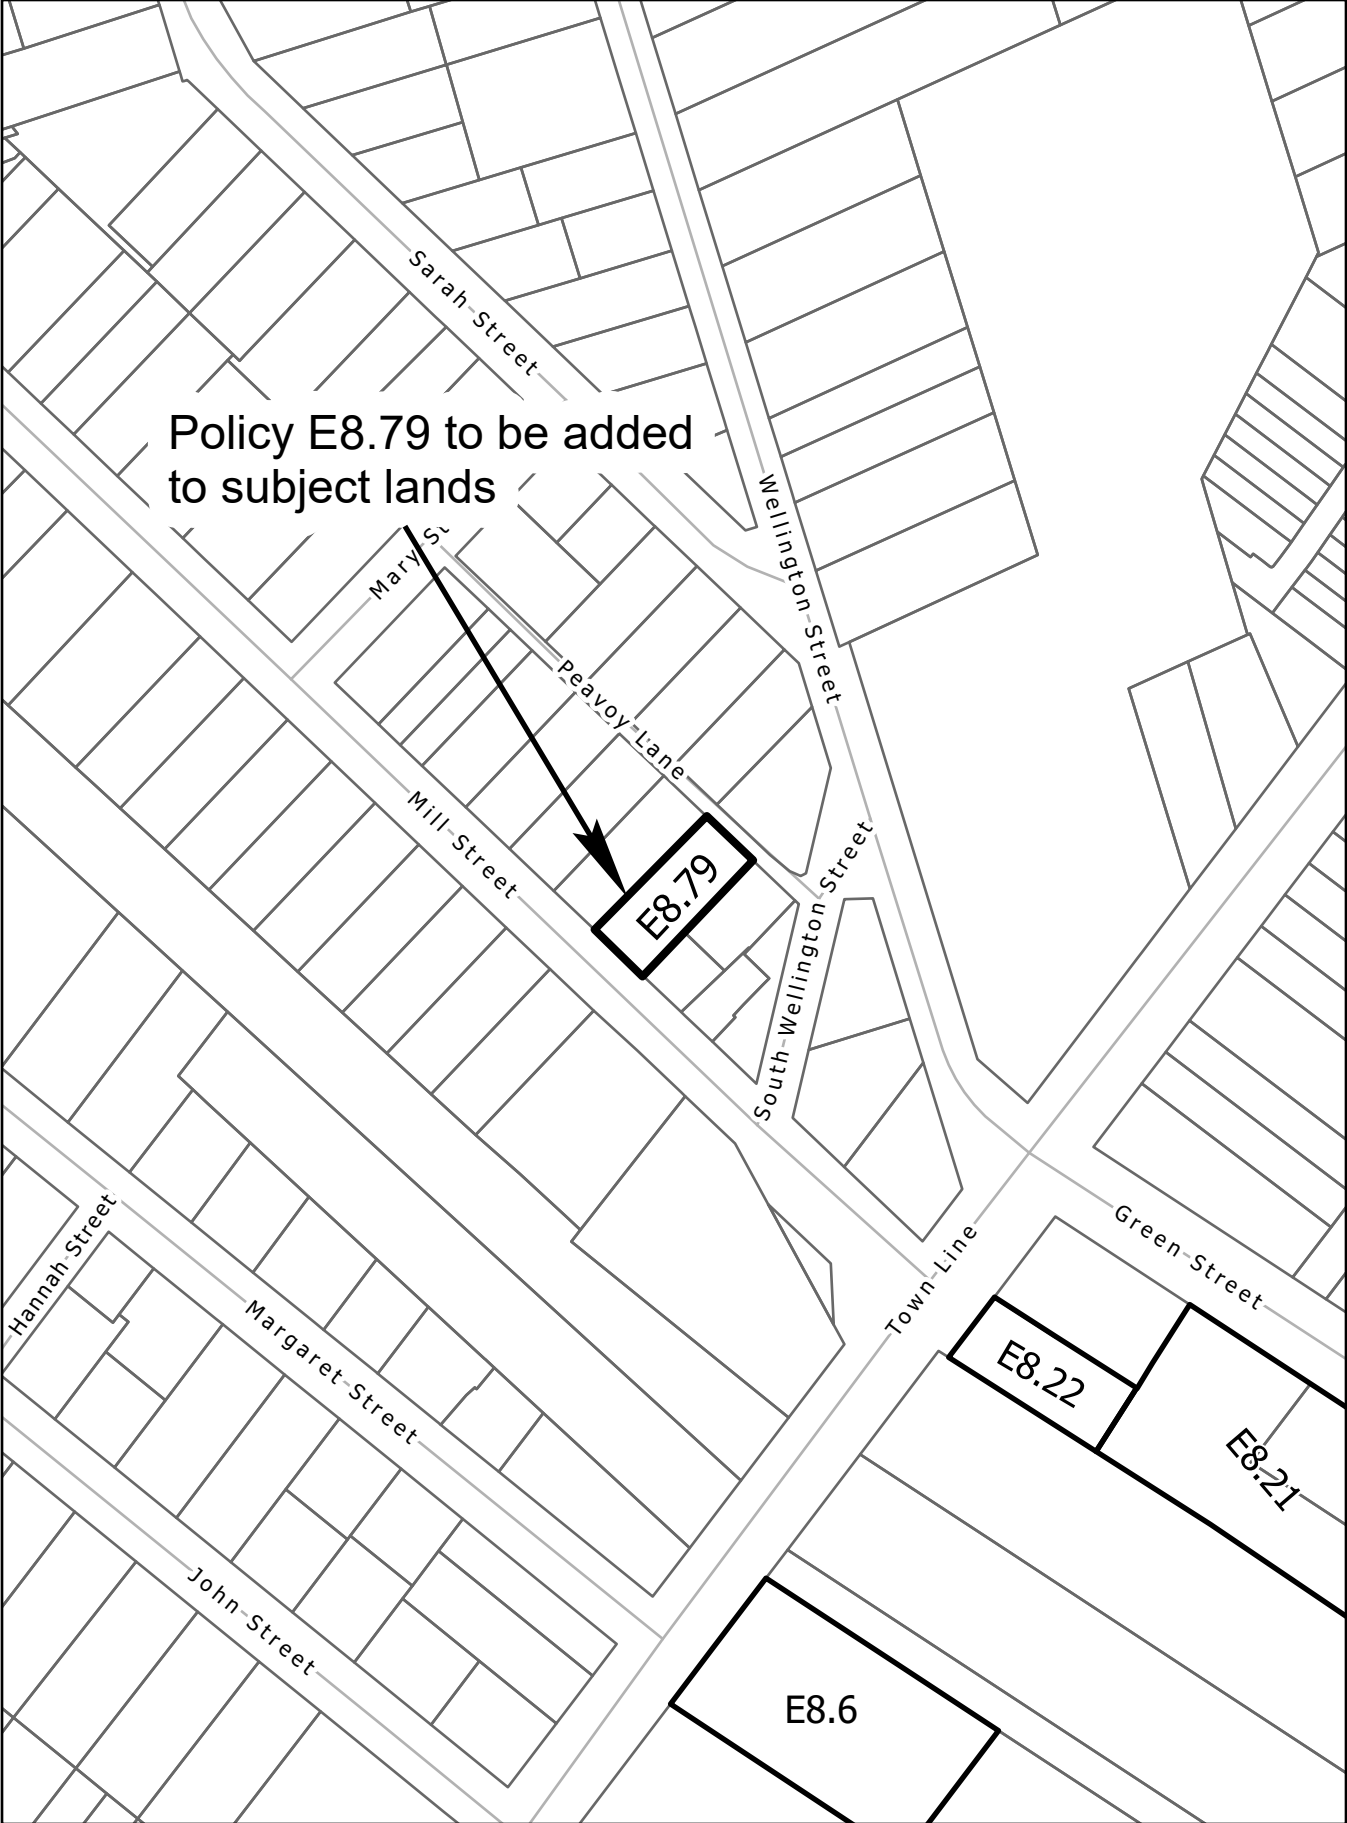 Sarah Street
Policy E8.79 to be added
to subject lands
Wellington Street
Mary St
Peavoy Lane
Mill Street
E8.79
South Wellington Street
Hannah Street
Green Street
Town Line
Margaret Street
E8.22
E8.21
John Street
E8.6